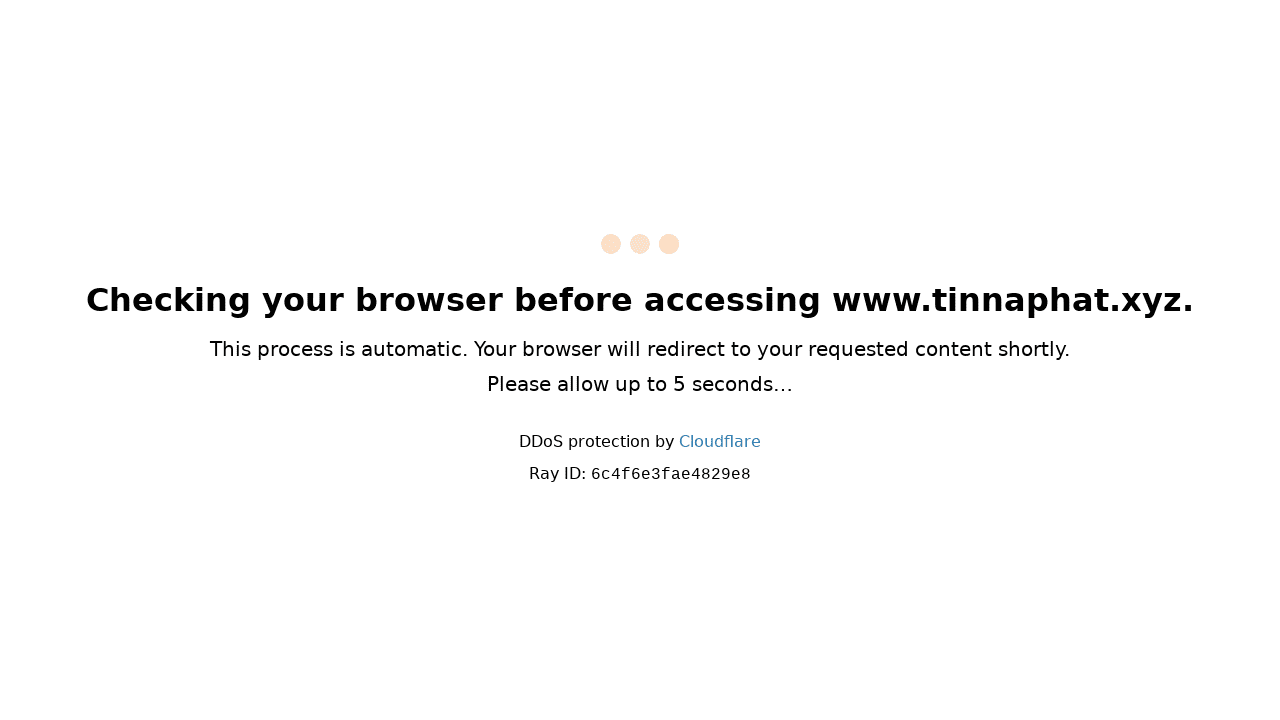 Checking your browser before accessing www.tinnaphat.xyz.
This process is automatic. Your browser will redirect to your requested content shortly.
Please allow up to 5 seconds…
DDoS protection by Cloudflare
Ray ID: 6c4f6e3fae4829e8